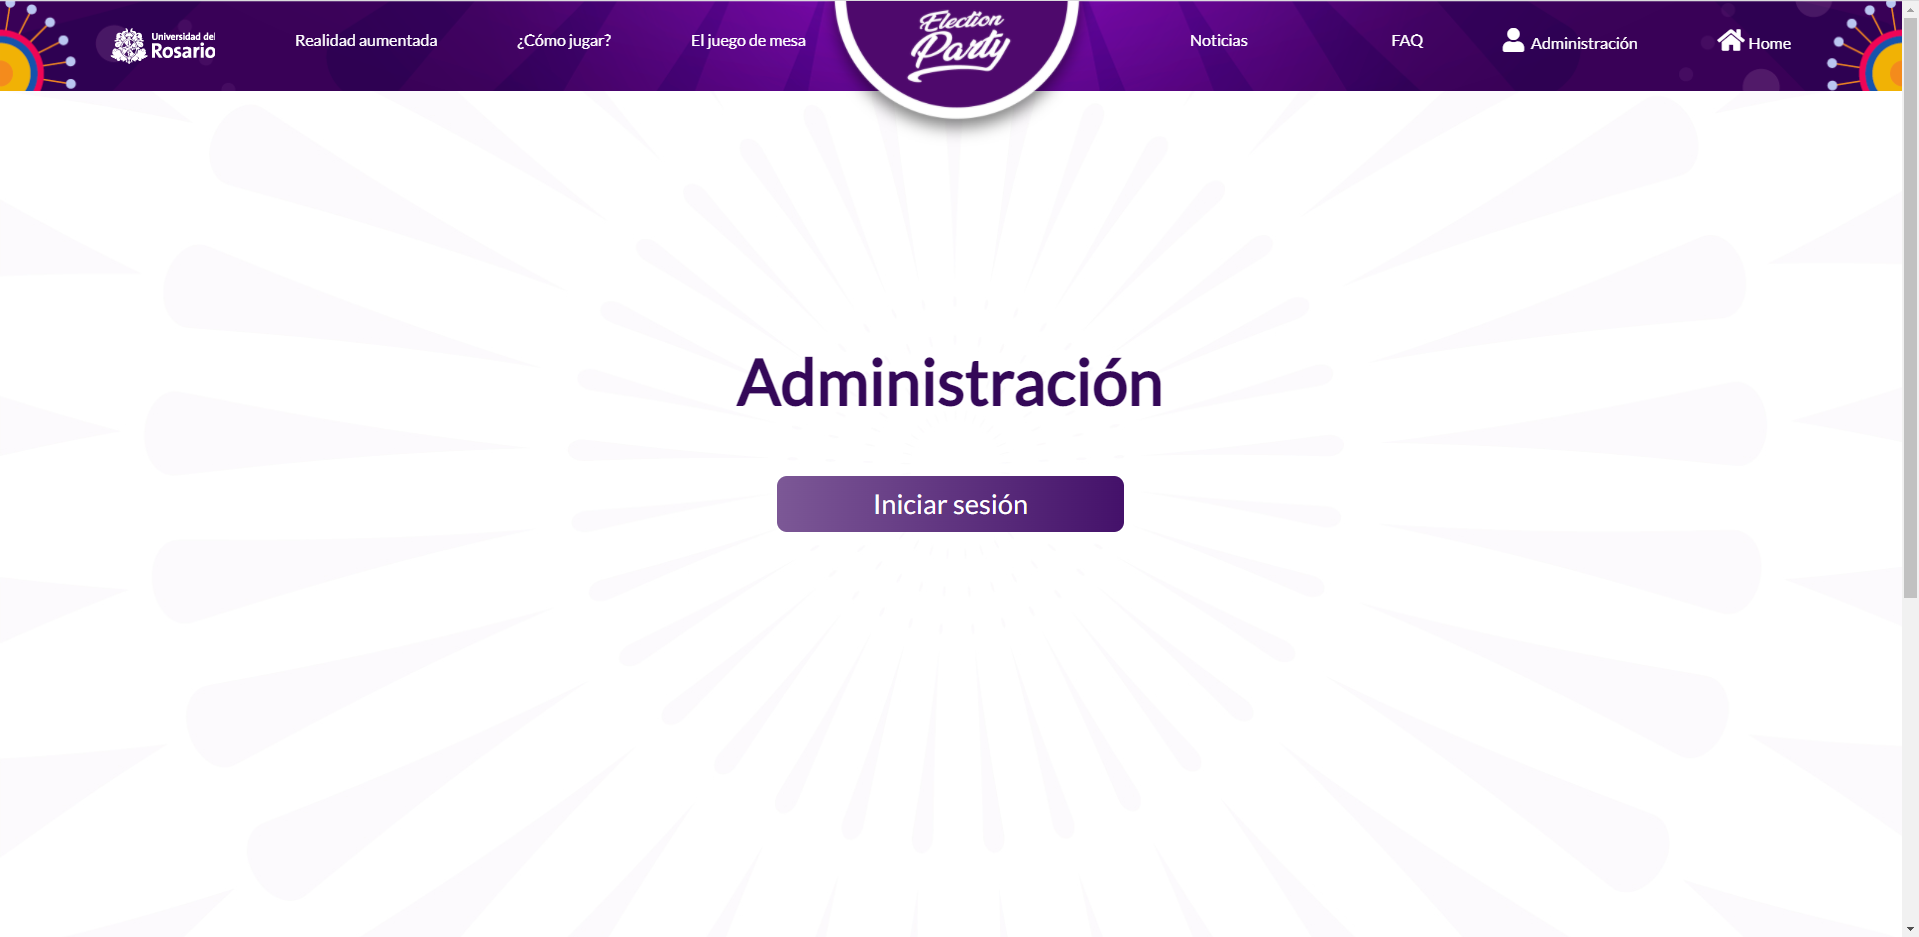 Universidad del
Rosario
Realidad aumentada
¿Cómo jugar?
El juego de mesa
Election
Party
Noticias
FAQ
Administración
Home
Administración
Iniciar sesión